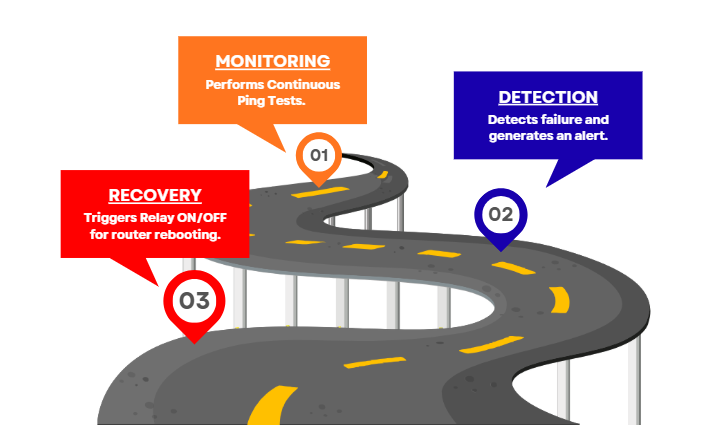 MONITORING
Performs Continuous
Ping Tests.
01
DETECTION
Detects failure and
generates an alert.
02
RECOVERY
Triggers Relay ON/OFF
for router rebooting.
03